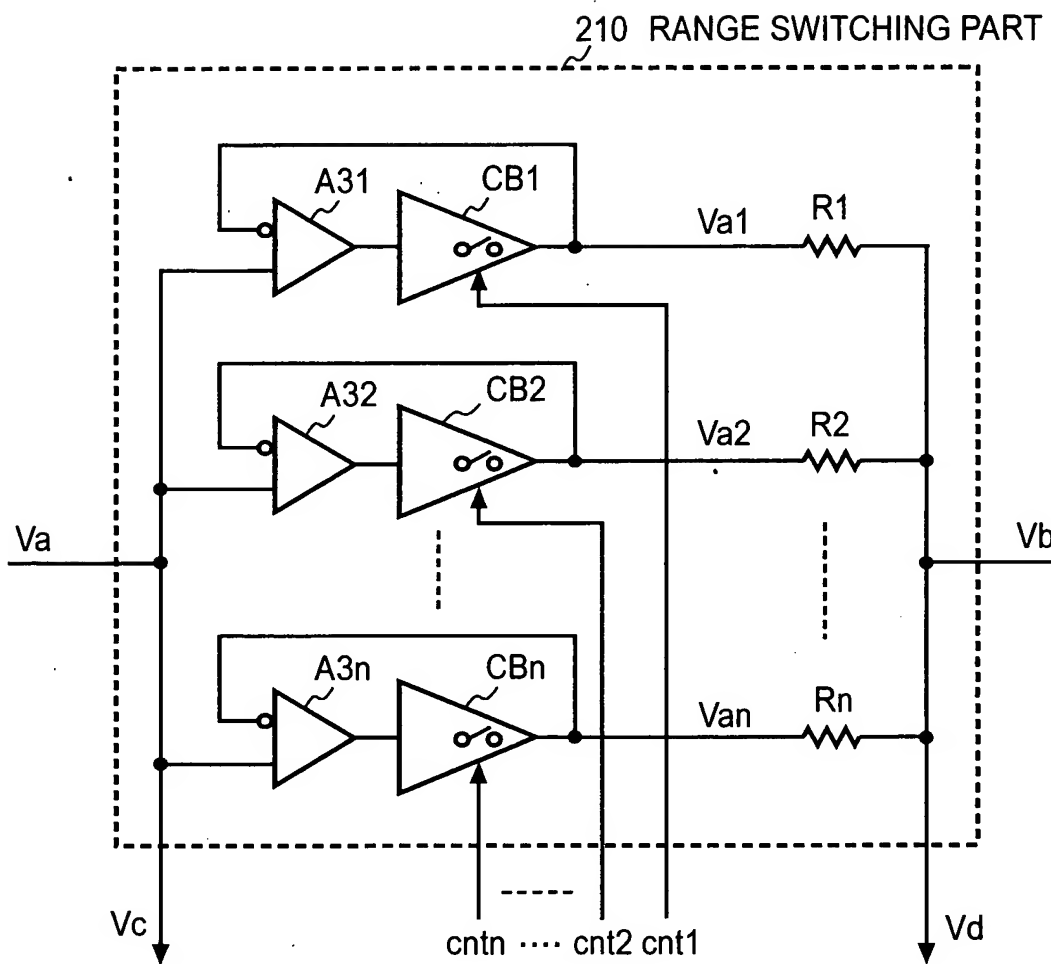 210 RANGE SWITCHING PART
A31
CB1
Va1
R1
A32
CB2
Va2
R2
Va
Vb
A3n
CBn
Van
Rn
Vc
cntn ···· cnt2 cnt1
Vd